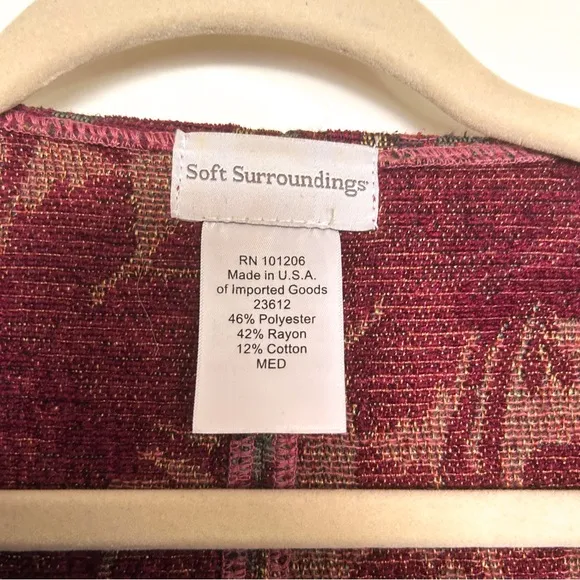 Soft Surroundings
RN 101206
Made in U.S.A.
of Imported Goods
23612
46% Polyester
42% Rayon
12% Cotton
MED